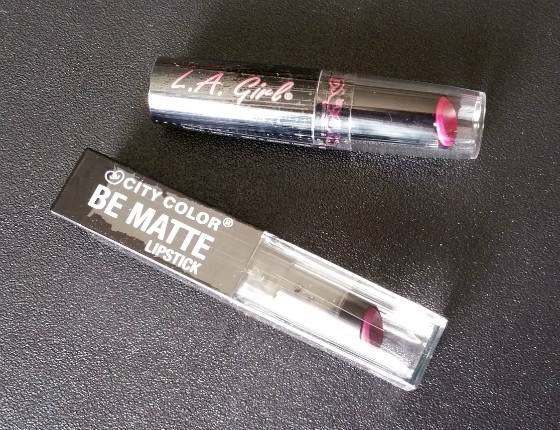 L.A. Girl®
CITY COLOR®
BE MATTE
LIPSTICK